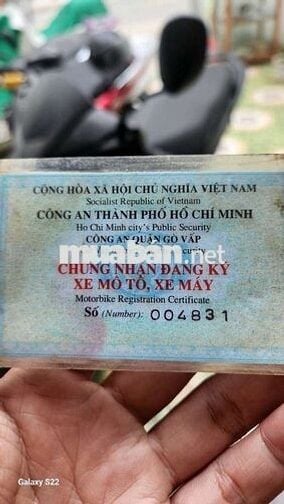 CỘNG HÒA XÃ HỘI CHỦ NGHĨA VIỆT NAM
Socialist Republic of Vietnam
CÔNG AN THÀNH PHỐ HỒ CHÍ MINH
Ho Chi Minh city's Public Security
CÔNG AN QUẬN GÒ VẤP
muaban.net
CHỨNG NHẬN ĐĂNG KÝ
XE MÔ TÔ, XE MÁY
Motorbike Registration Certificate
Số (Number): 004831
Galaxy S22